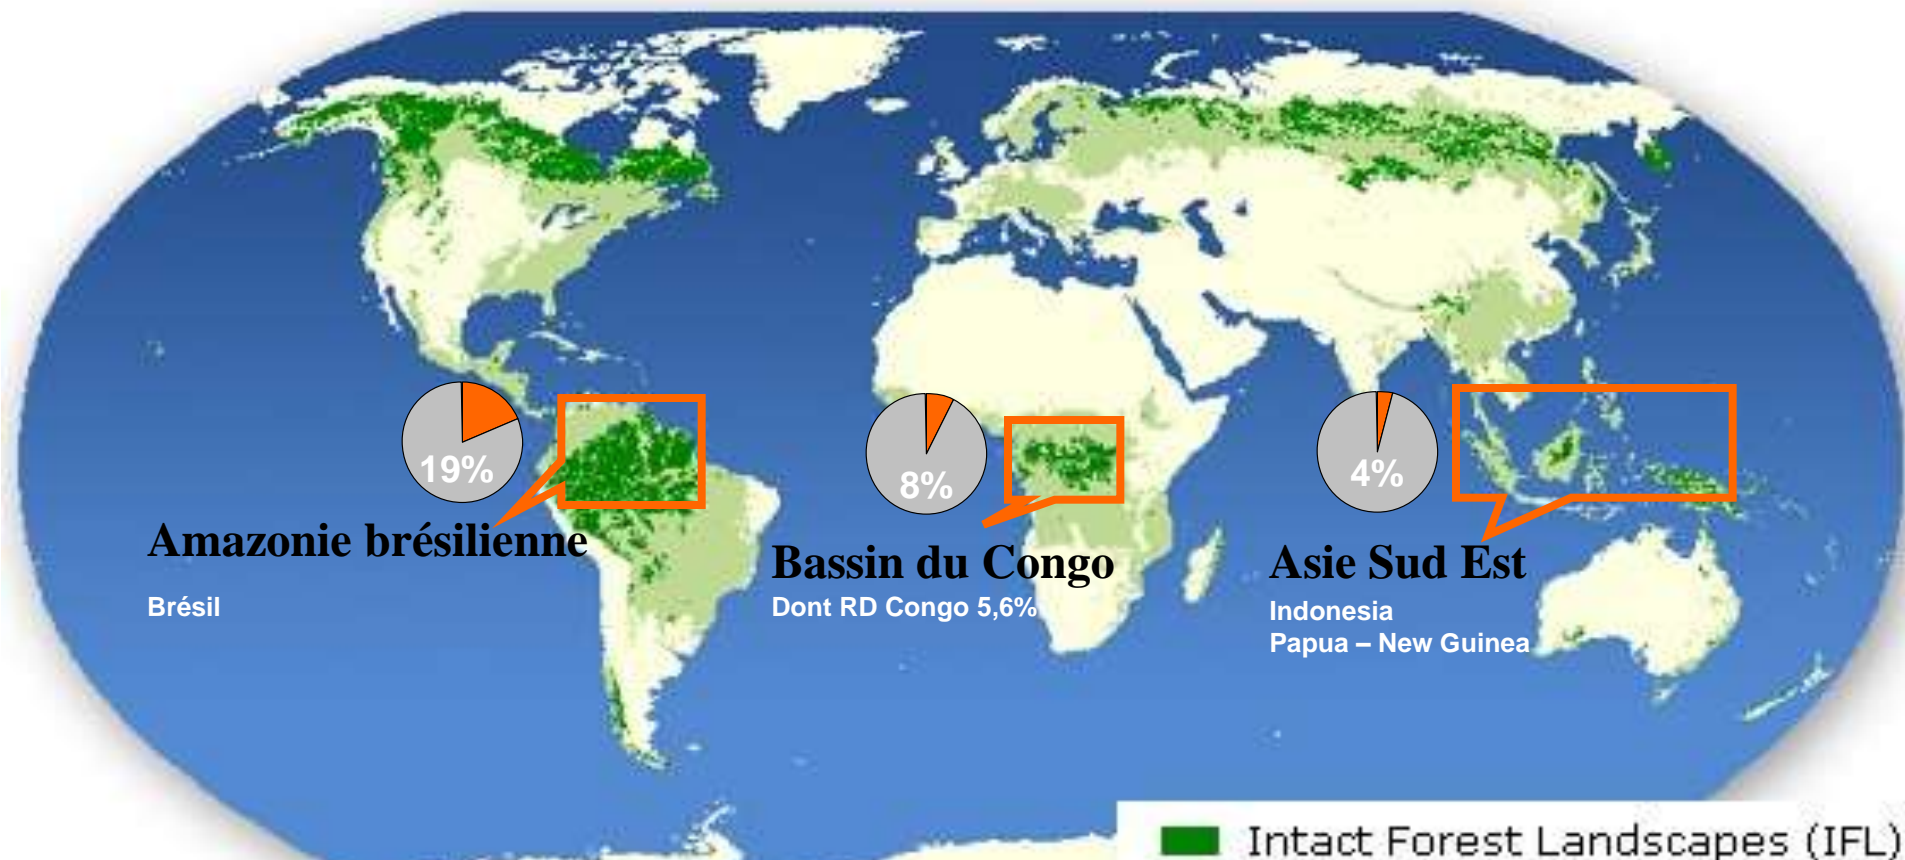 19%
Amazonie brésilienne
Brésil
8%
Bassin du Congo
Dont RD Congo 5,6%
4%
Asie Sud Est
Indonesia
Papua – New Guinea
Intact Forest Landscapes (IFL)